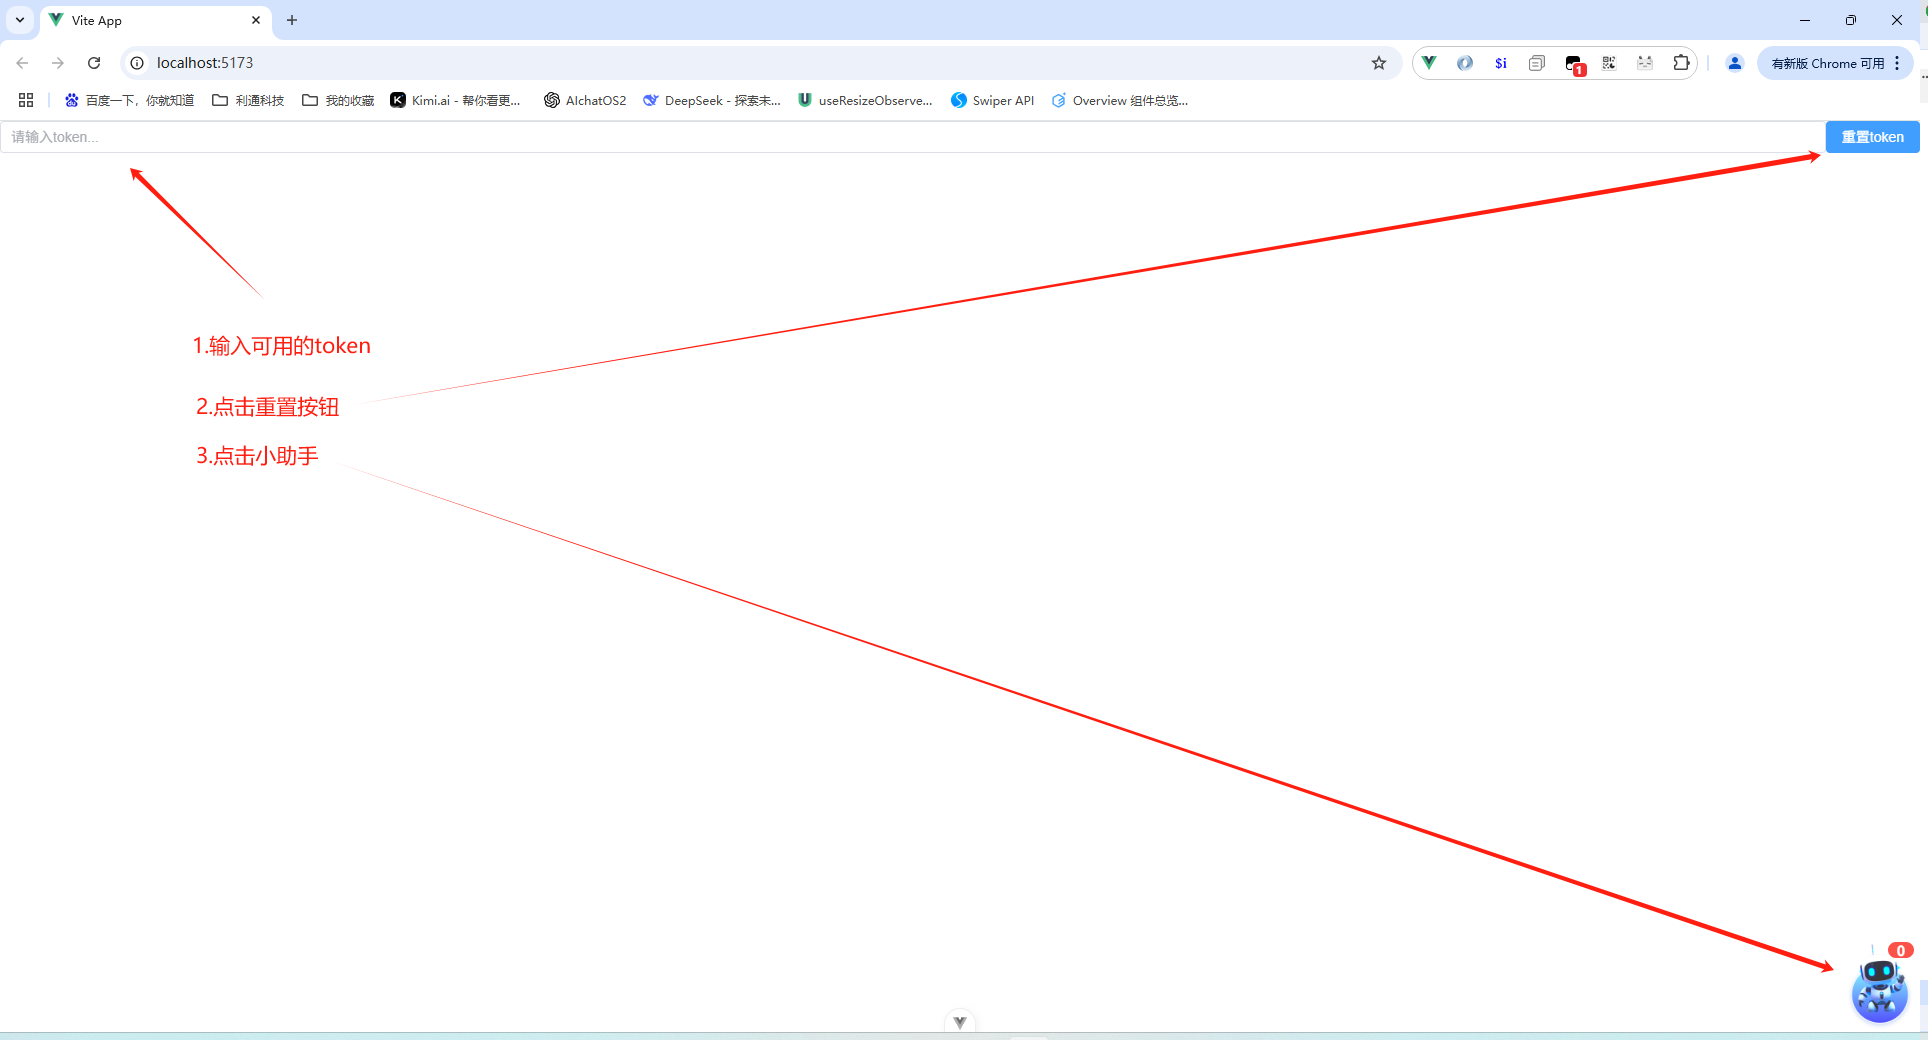 Vite App
localhost:5173
$i
1
有新版 Chrome 可用
百度一下，你就知道
利通科技
我的收藏
Kimi.ai - 帮你看更...
AIchatOS2
DeepSeek - 探索未...
useResizeObserve...
Swiper API
Overview 组件总览...
请输入token...
重置token
1.输入可用的token
2.点击重置按钮
3.点击小助手
0